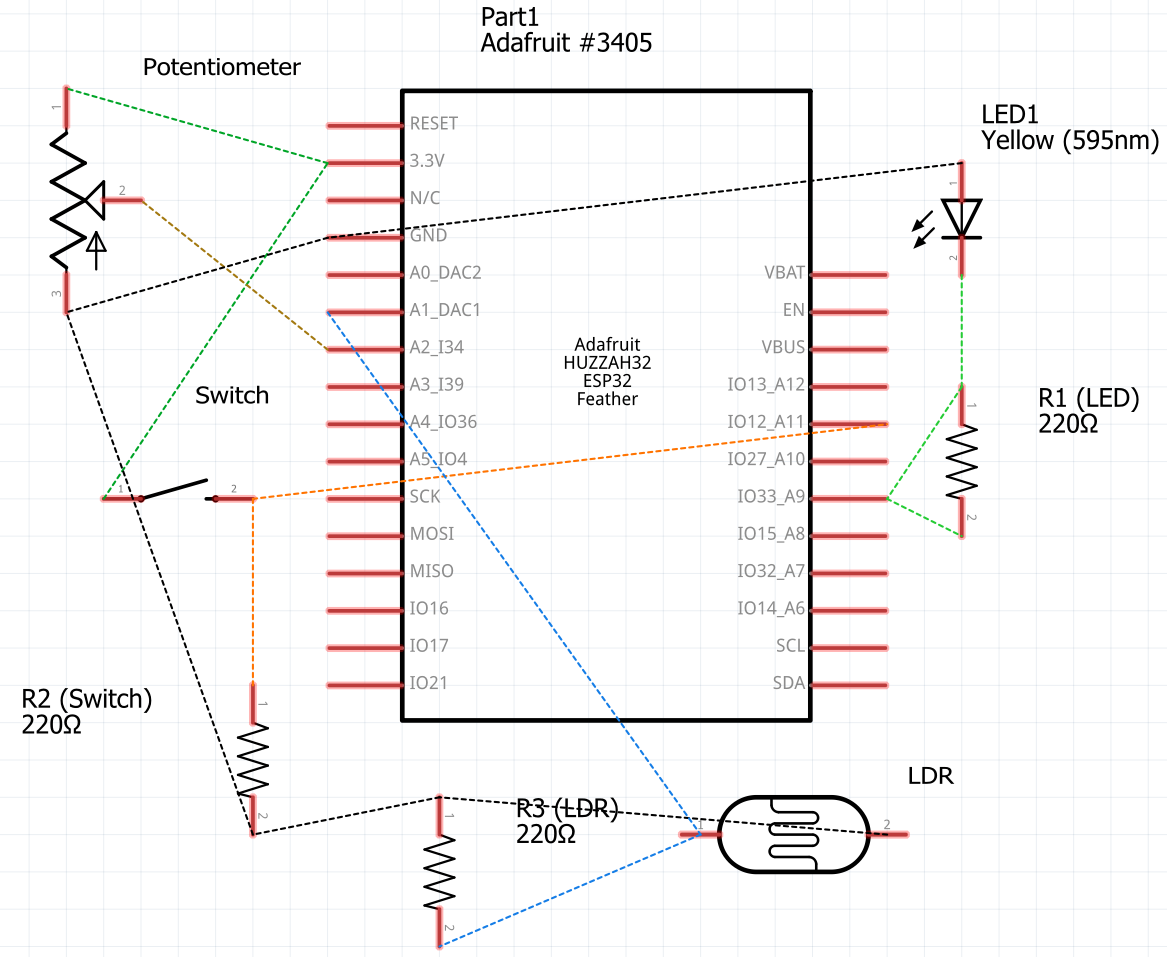 Part1
Adafruit #3405
Potentiometer
1
2
3
LED1
Yellow (595nm)
1
2
RESET
3.3V
N/C
GND
A0_DAC2
A1_DAC1
A2_I34
A3_I39
A4_IO36
A5_IO4
SCK
MOSI
MISO
IO16
IO17
IO21
Adafruit
HUZZAH32
ESP32
Feather
VBAT
EN
VBUS
IO13_A12
IO12_A11
IO27_A10
IO33_A9
IO15_A8
IO32_A7
IO14_A6
SCL
SDA
Switch
1
2
R1 (LED)
220Ω
1
2
R2 (Switch)
220Ω
1
2
R3 (LDR)
220Ω
1
2
LDR
1
2